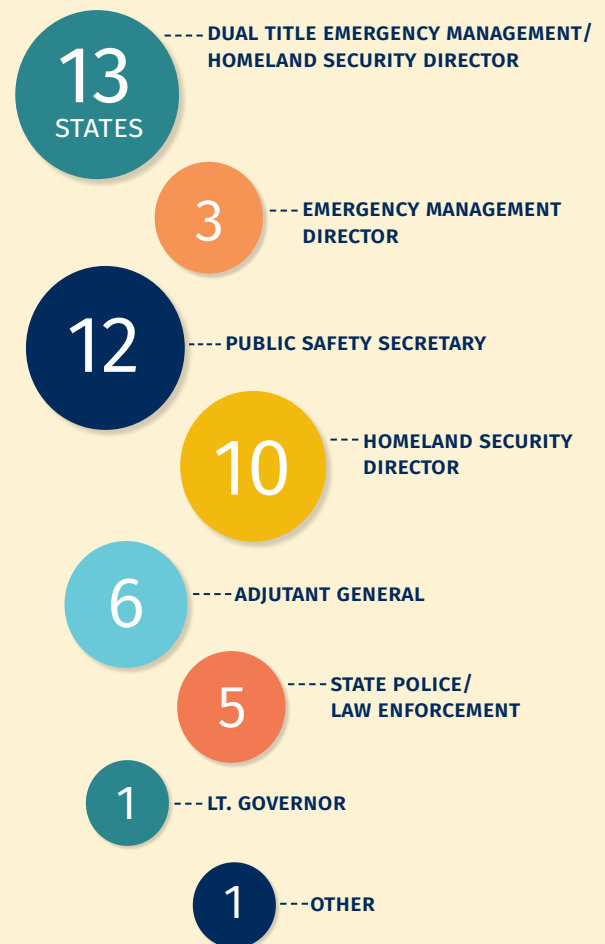 13
STATES
DUAL TITLE EMERGENCY MANAGEMENT/
HOMELAND SECURITY DIRECTOR
3
EMERGENCY MANAGEMENT
DIRECTOR
12
PUBLIC SAFETY SECRETARY
10
HOMELAND SECURITY
DIRECTOR
6
ADJUTANT GENERAL
5
STATE POLICE/
LAW ENFORCEMENT
1
LT. GOVERNOR
1
OTHER